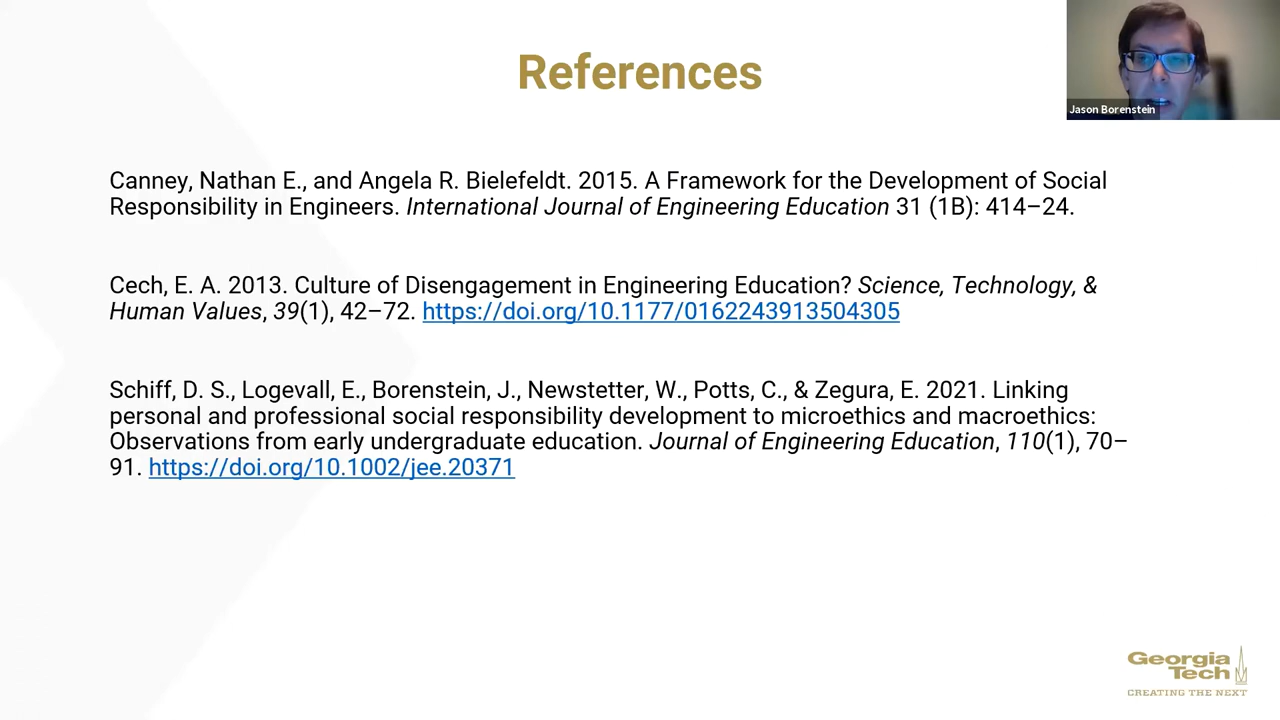 References
Jason Borenstein
Canney, Nathan E., and Angela R. Bielefeldt. 2015. A Framework for the Development of Social
Responsibility in Engineers. International Journal of Engineering Education 31 (1B): 414–24.
Cech, E. A. 2013. Culture of Disengagement in Engineering Education? Science, Technology, &
Human Values, 39(1), 42–72. https://doi.org/10.1177/0162243913504305
Schiff, D. S., Logevall, E., Borenstein, J., Newstetter, W., Potts, C., & Zegura, E. 2021. Linking
personal and professional social responsibility development to microethics and macroethics:
Observations from early undergraduate education. Journal of Engineering Education, 110(1), 70–
91. https://doi.org/10.1002/jee.20371
Georgia
Tech
CREATING THE NEXT